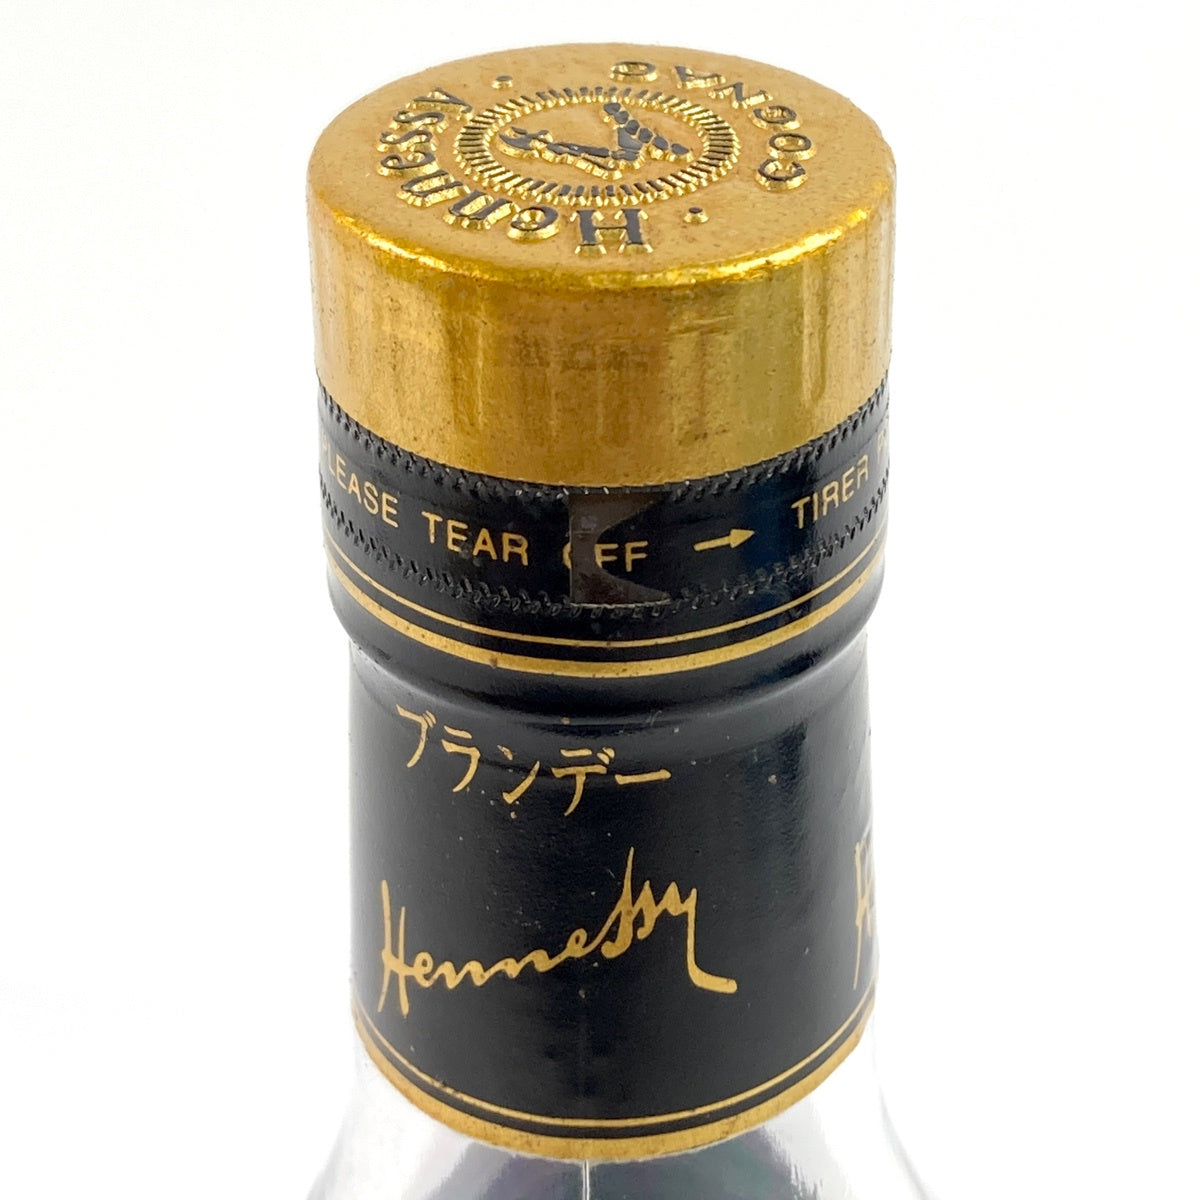 Hennessy · COGNAC ·
PLEASE TEAR OFF → TIRER
ブランデー
Hennessy